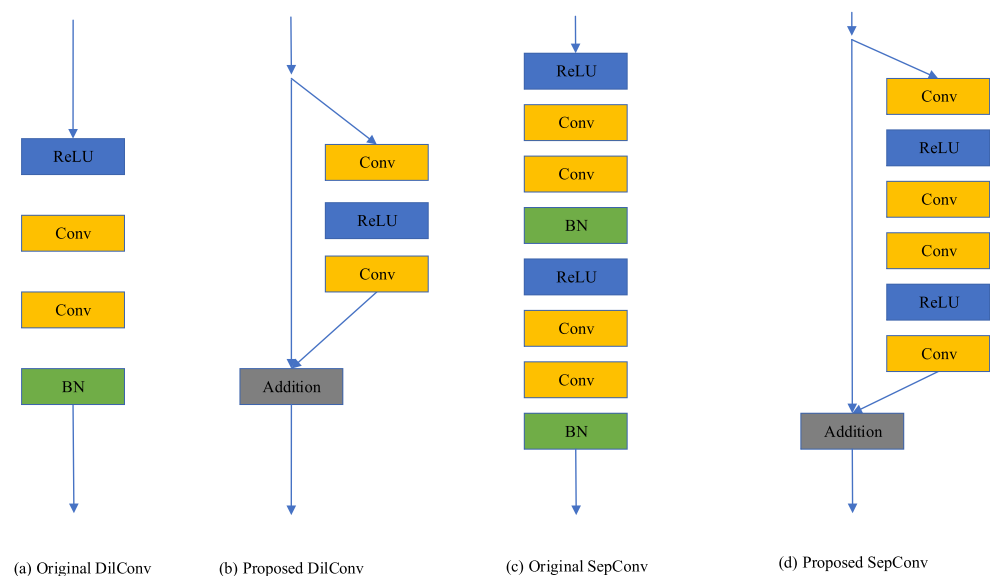 ReLU
Conv
Conv
BN
(a) Original DilConv
Conv
ReLU
Conv
Addition
(b) Proposed DilConv
ReLU
Conv
Conv
BN
ReLU
Conv
Conv
BN
(c) Original SepConv
Conv
ReLU
Conv
Conv
ReLU
Conv
Addition
(d) Proposed SepConv